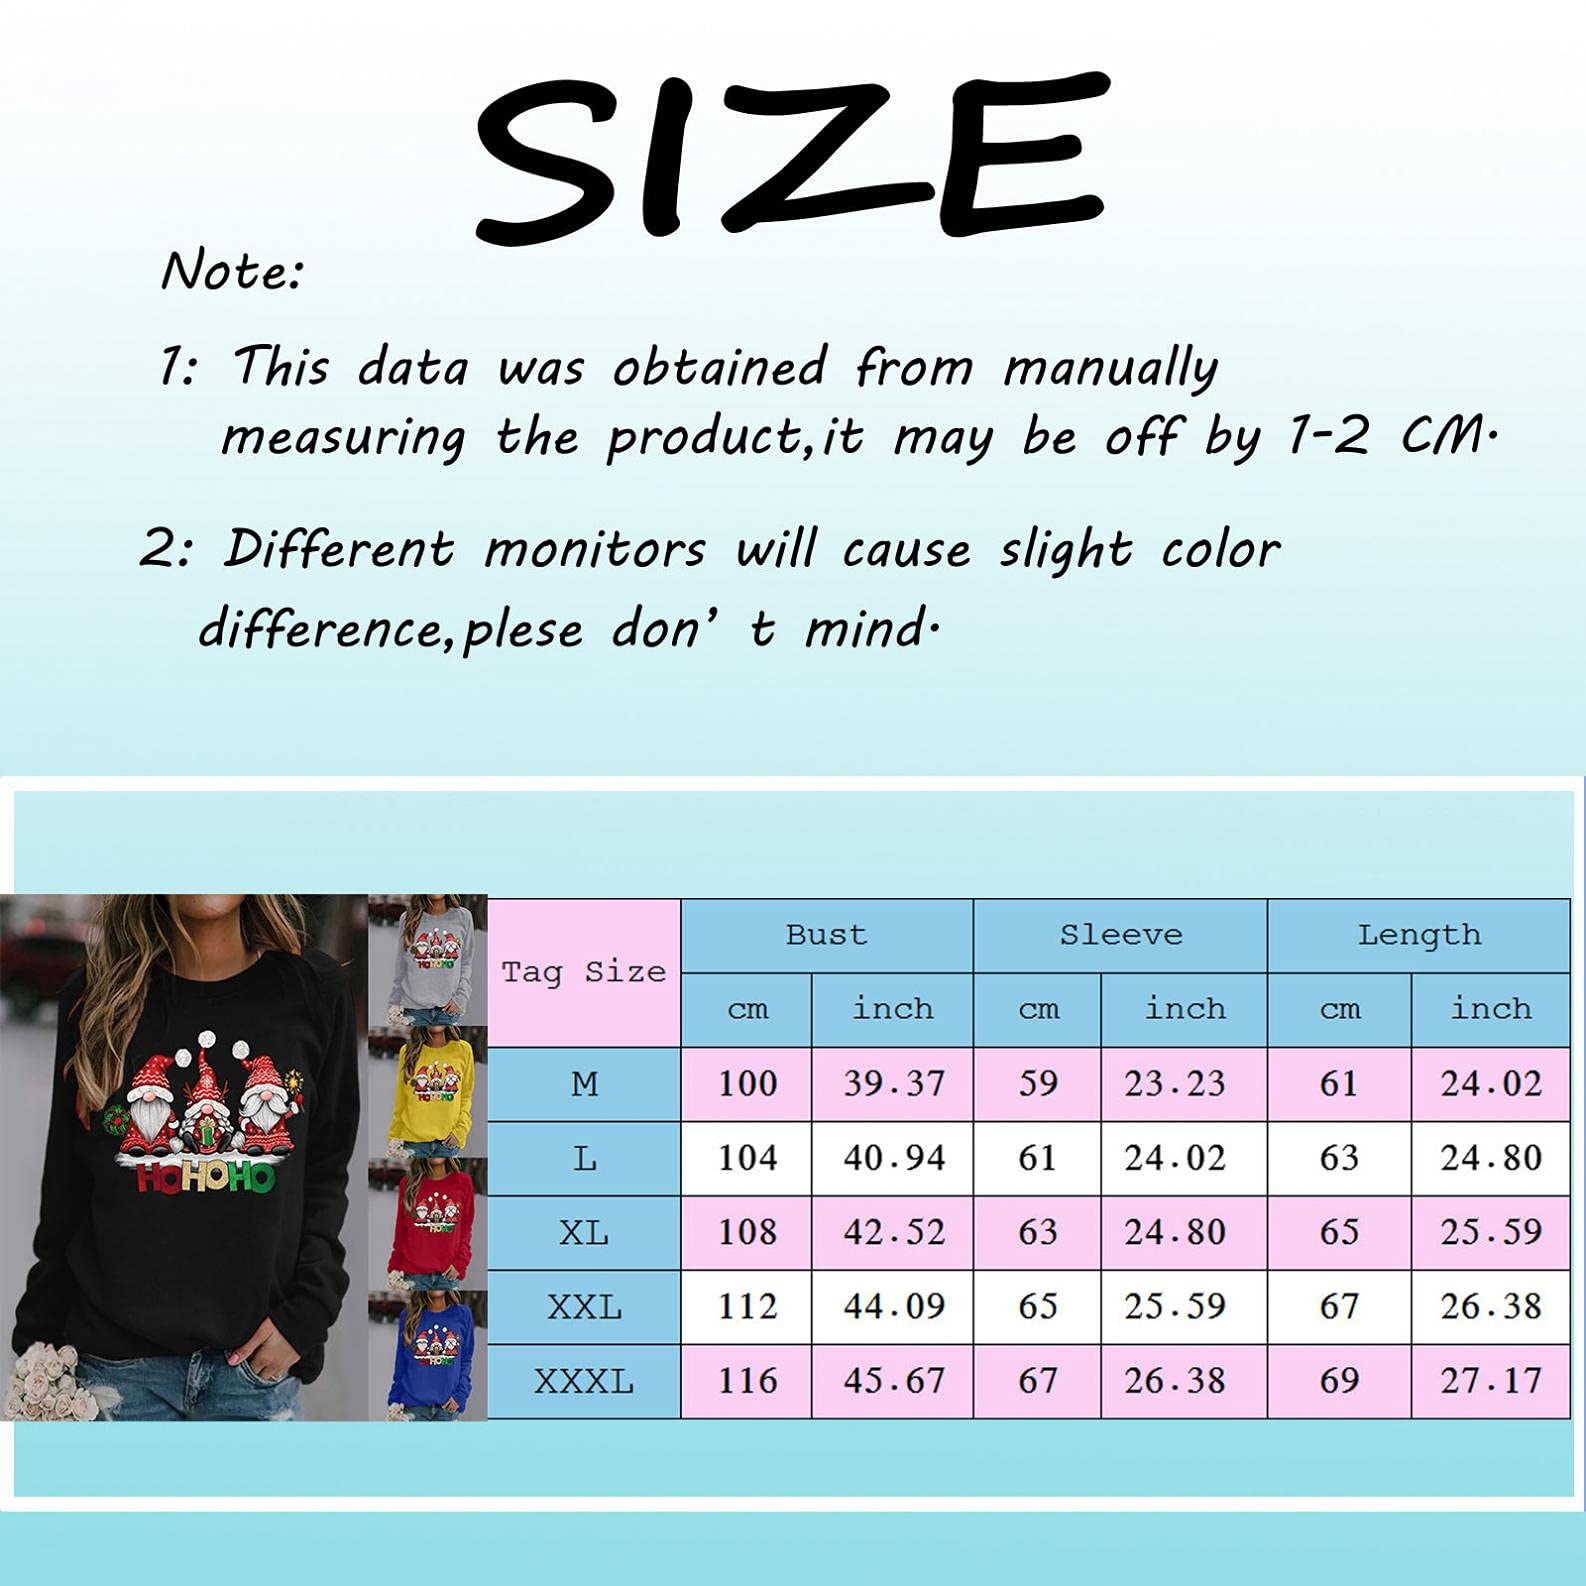 SIZE
Note:
1: This data was obtained from manually
measuring the product,it may be off by 1-2 CM.
2: Different monitors will cause slight color
difference,plese don't mind.
Tag Size Bust Sleeve Length
cm inch cm inch cm inch
M 100 39.37 59 23.23 61 24.02
L 104 40.94 61 24.02 63 24.80
XL 108 42.52 63 24.80 65 25.59
XXL 112 44.09 65 25.59 67 26.38
XXXL 116 45.67 67 26.38 69 27.17
HOHOHO
HOHOHO
HOHOHO
HOHO
HOHOHO